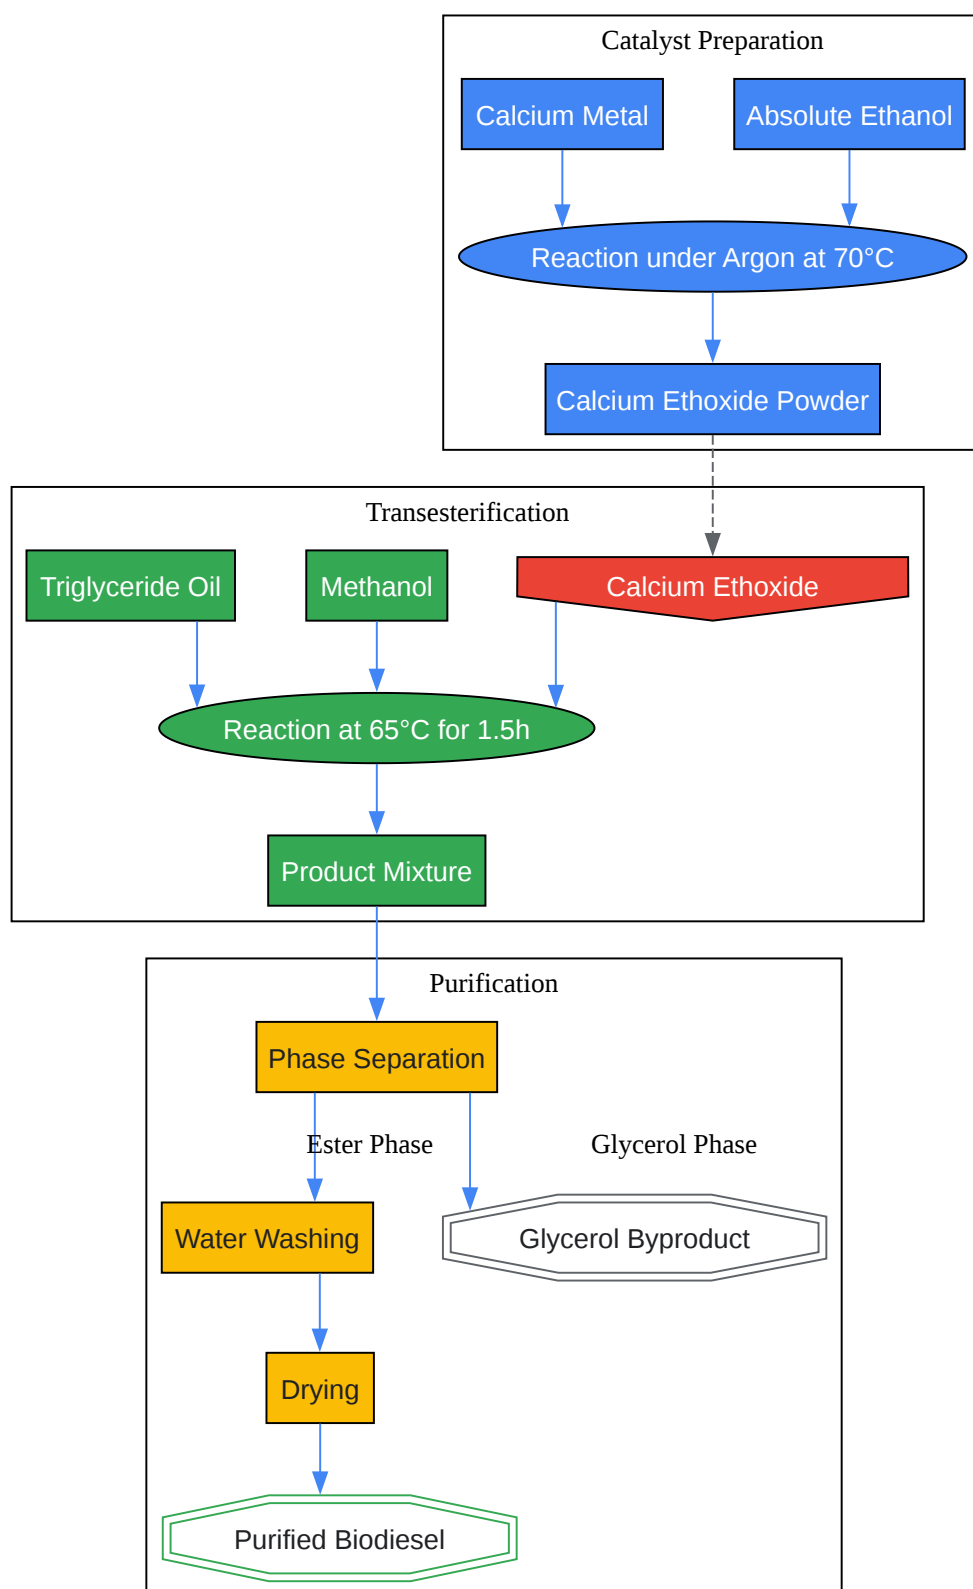 Catalyst Preparation
Calcium Metal
Absolute Ethanol
Reaction under Argon at 70°C
Calcium Ethoxide Powder
Transesterification
Triglyceride Oil
Methanol
Calcium Ethoxide
Reaction at 65°C for 1.5h
Product Mixture
Purification
Phase Separation
Ester Phase
Glycerol Phase
Water Washing
Glycerol Byproduct
Drying
Purified Biodiesel